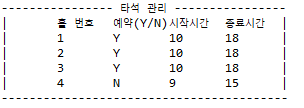 ---------------- 타석 관리 ----------------
| 홀 번호 예약(Y/N)시작시간 종료시간 |
| 1 Y 10 18 |
| 2 Y 10 18 |
| 3 Y 10 18 |
| 4 N 9 15 |
-------------------------------------------